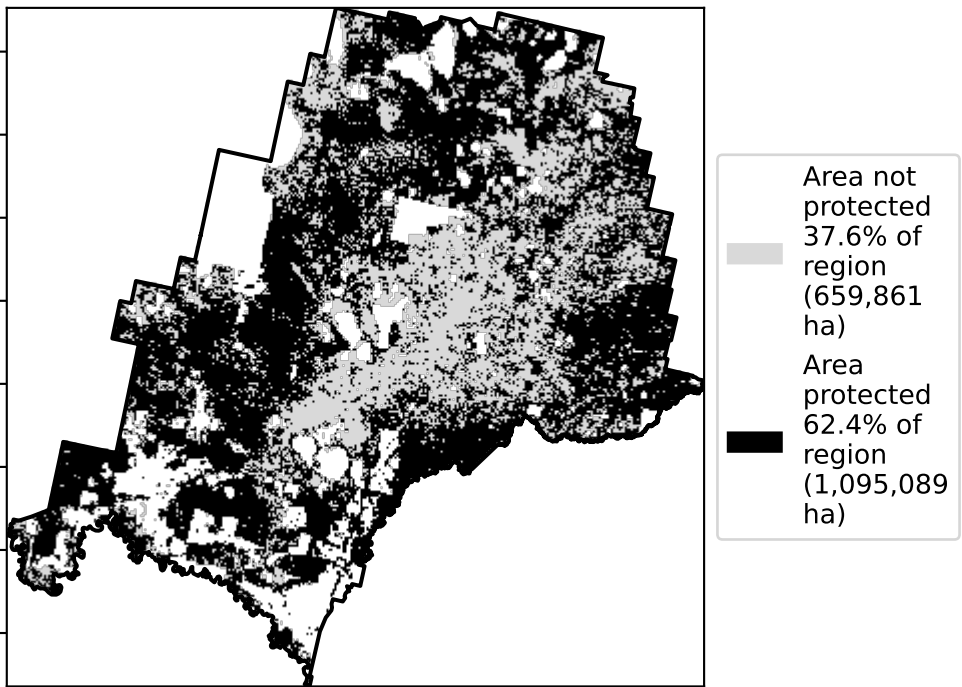 Area not
protected
37.6% of
region
(659,861
ha)
Area
protected
62.4% of
region
(1,095,089
ha)